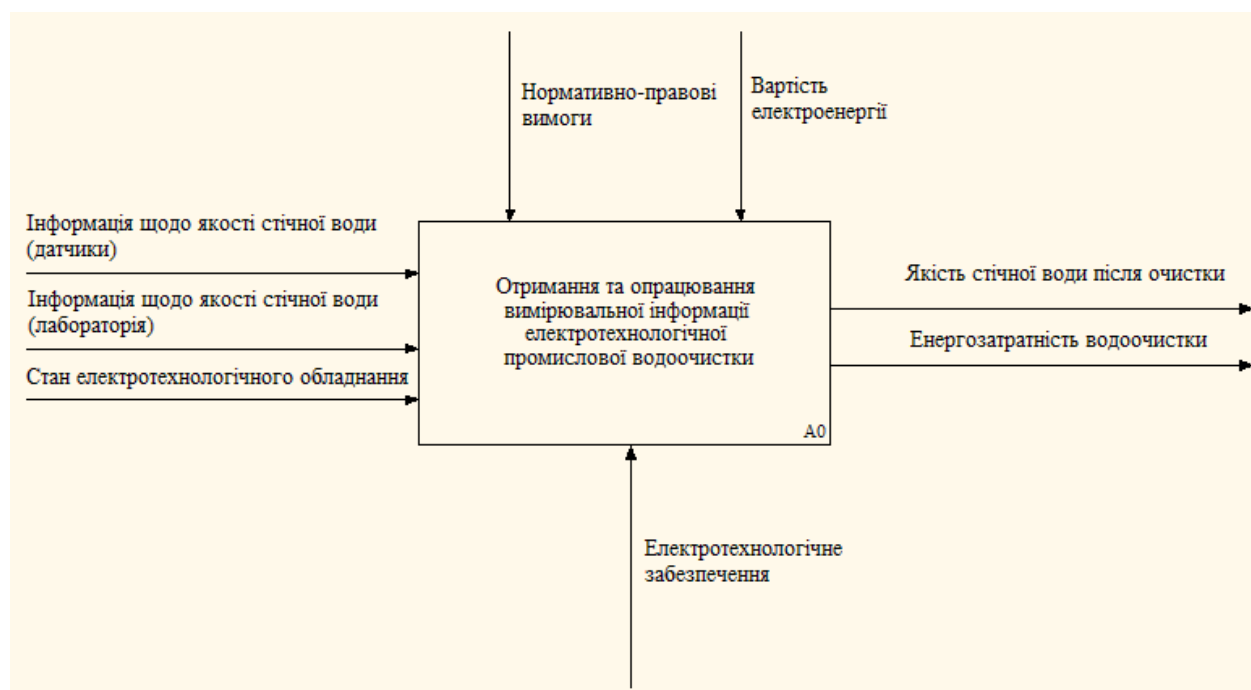 Нормативно-правові
вимоги
Вартість
електроенергії
Інформація щодо якості стічної води
(датчики)
Інформація щодо якості стічної води
(лабораторія)
Стан електротехнологічного обладнання
Отримання та опрацювання
вимірювальної інформації
електротехнологічної
промислової водоочистки
A0
Якість стічної води після очистки
Енергозатратність водоочистки
Електротехнологічне
забезпечення